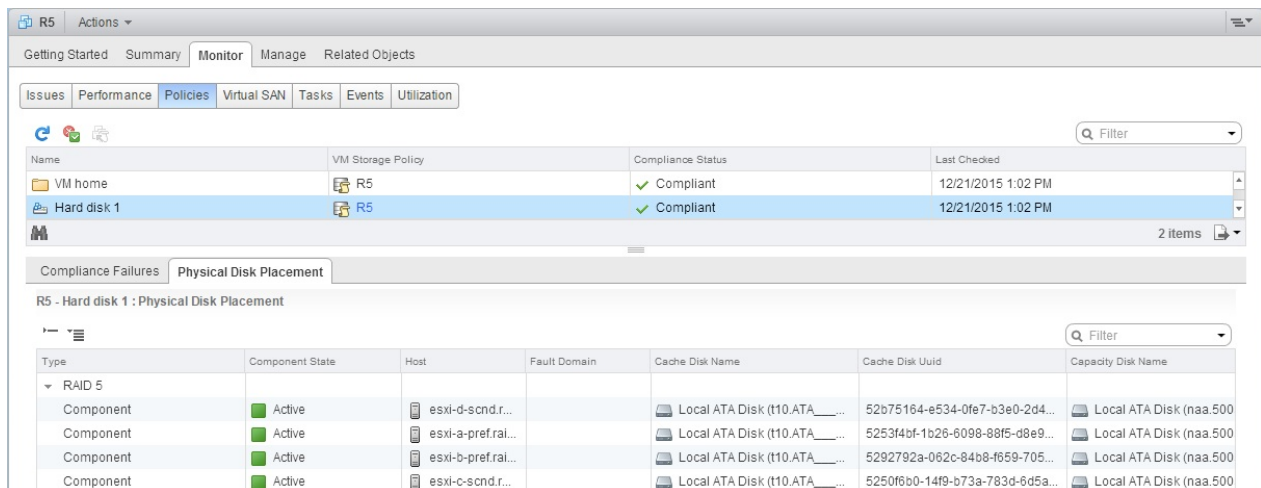 R5 Actions
Getting Started Summary Monitor Manage Related Objects
Issues Performance Policies Virtual SAN Tasks Events Utilization
Filter
Name VM Storage Policy Compliance Status Last Checked
VM home R5 Compliant 12/21/2015 1:02 PM
Hard disk 1 R5 Compliant 12/21/2015 1:02 PM
2 items
Compliance Failures Physical Disk Placement
R5 - Hard disk 1 : Physical Disk Placement
Filter
Type Component State Host Fault Domain Cache Disk Name Cache Disk Uuid Capacity Disk Name
RAID 5
Component Active esxi-d-scnd.r... Local ATA Disk (t10.ATA___... 52b75164-e534-0fe7-b3e0-2d4... Local ATA Disk (naa.500
Component Active esxi-a-pref.rai... Local ATA Disk (t10.ATA___... 5253f4bf-1b26-6098-88f5-d8e9... Local ATA Disk (naa.500
Component Active esxi-b-pref.rai... Local ATA Disk (t10.ATA___... 5292792a-062c-84b8-f659-705... Local ATA Disk (naa.500
Component Active esxi-c-scnd.r... Local ATA Disk (t10.ATA___... 5250f6b0-14f9-b73a-783d-6d5a... Local ATA Disk (naa.500